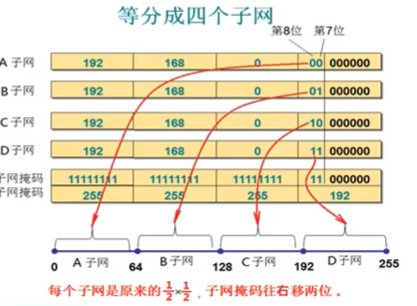 等分成四个子网
第8位 第7位
A 子网 192 168 0 00 000000
B 子网 192 168 0 01 000000
C 子网 192 168 0 10 000000
D 子网 192 168 0 11 000000
子网掩码 11111111 11111111 11111111 11 000000
子网掩码 255 255 255 192
A 子网 B 子网 C 子网 D 子网
0 64 128 192 255
每个子网是原来的 1/2 × 1/2 ，子网掩码往右移两位。